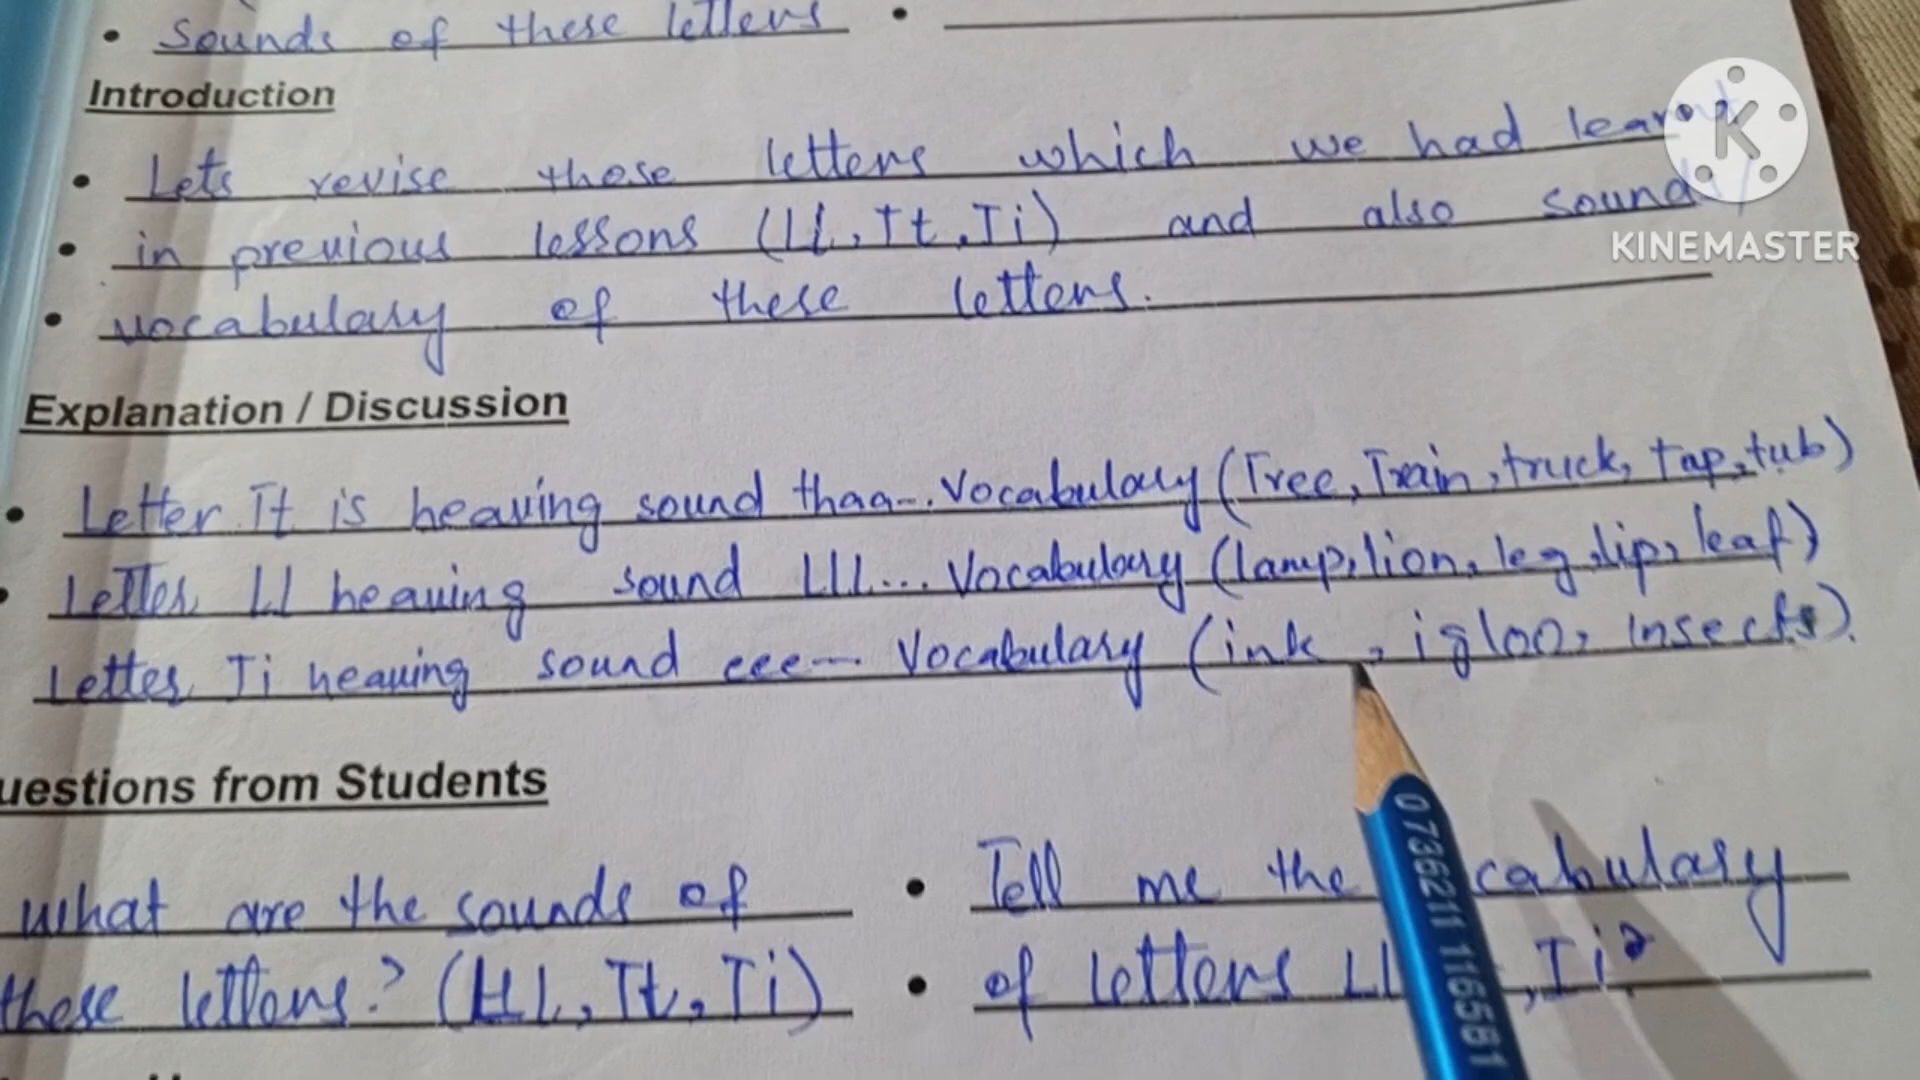 • Sounds of these letters •
Introduction
• Lets revise these letters which we had learnt
• in previous lessons (Ll, Tt, Ii) and also sound/
• vocabulary of these letters.
Explanation / Discussion
• Letter Tt is heaving sound thaa--. Vocabulary (Tree, Train, truck, tap, tub)
• Letter Ll heaving sound LLL... Vocabulary (lamp, lion, leg, lip, leaf)
Letter Ii heaving sound eee--- Vocabulary (ink, igloo, insects).
uestions from Students
what are the sounds of
these letters? (Ll, Tt, Ii)
• Tell me the cabulary
• of letters Ll , Ii?
K
KINEMASTER
0736211 116581